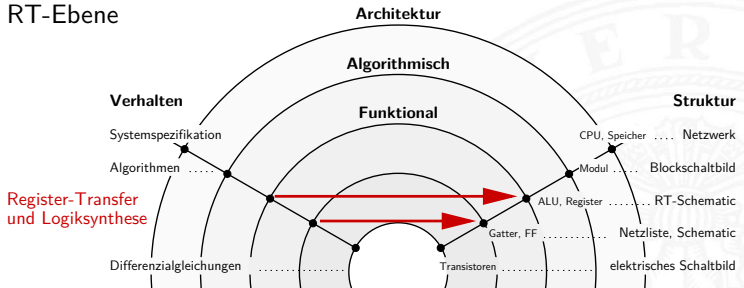 RT-Ebene
Architektur
Algorithmisch
Funktional
Verhalten
Struktur
Systemspezifikation
CPU, Speicher .... Netzwerk
Algorithmen .....
Modul ..... Blockschaltbild
Register-Transfer
und Logiksynthese
ALU, Register ........ RT-Schematic
Gatter, FF ............. Netzliste, Schematic
Differenzialgleichungen .................
Transistoren .................. elektrisches Schaltbild
E R